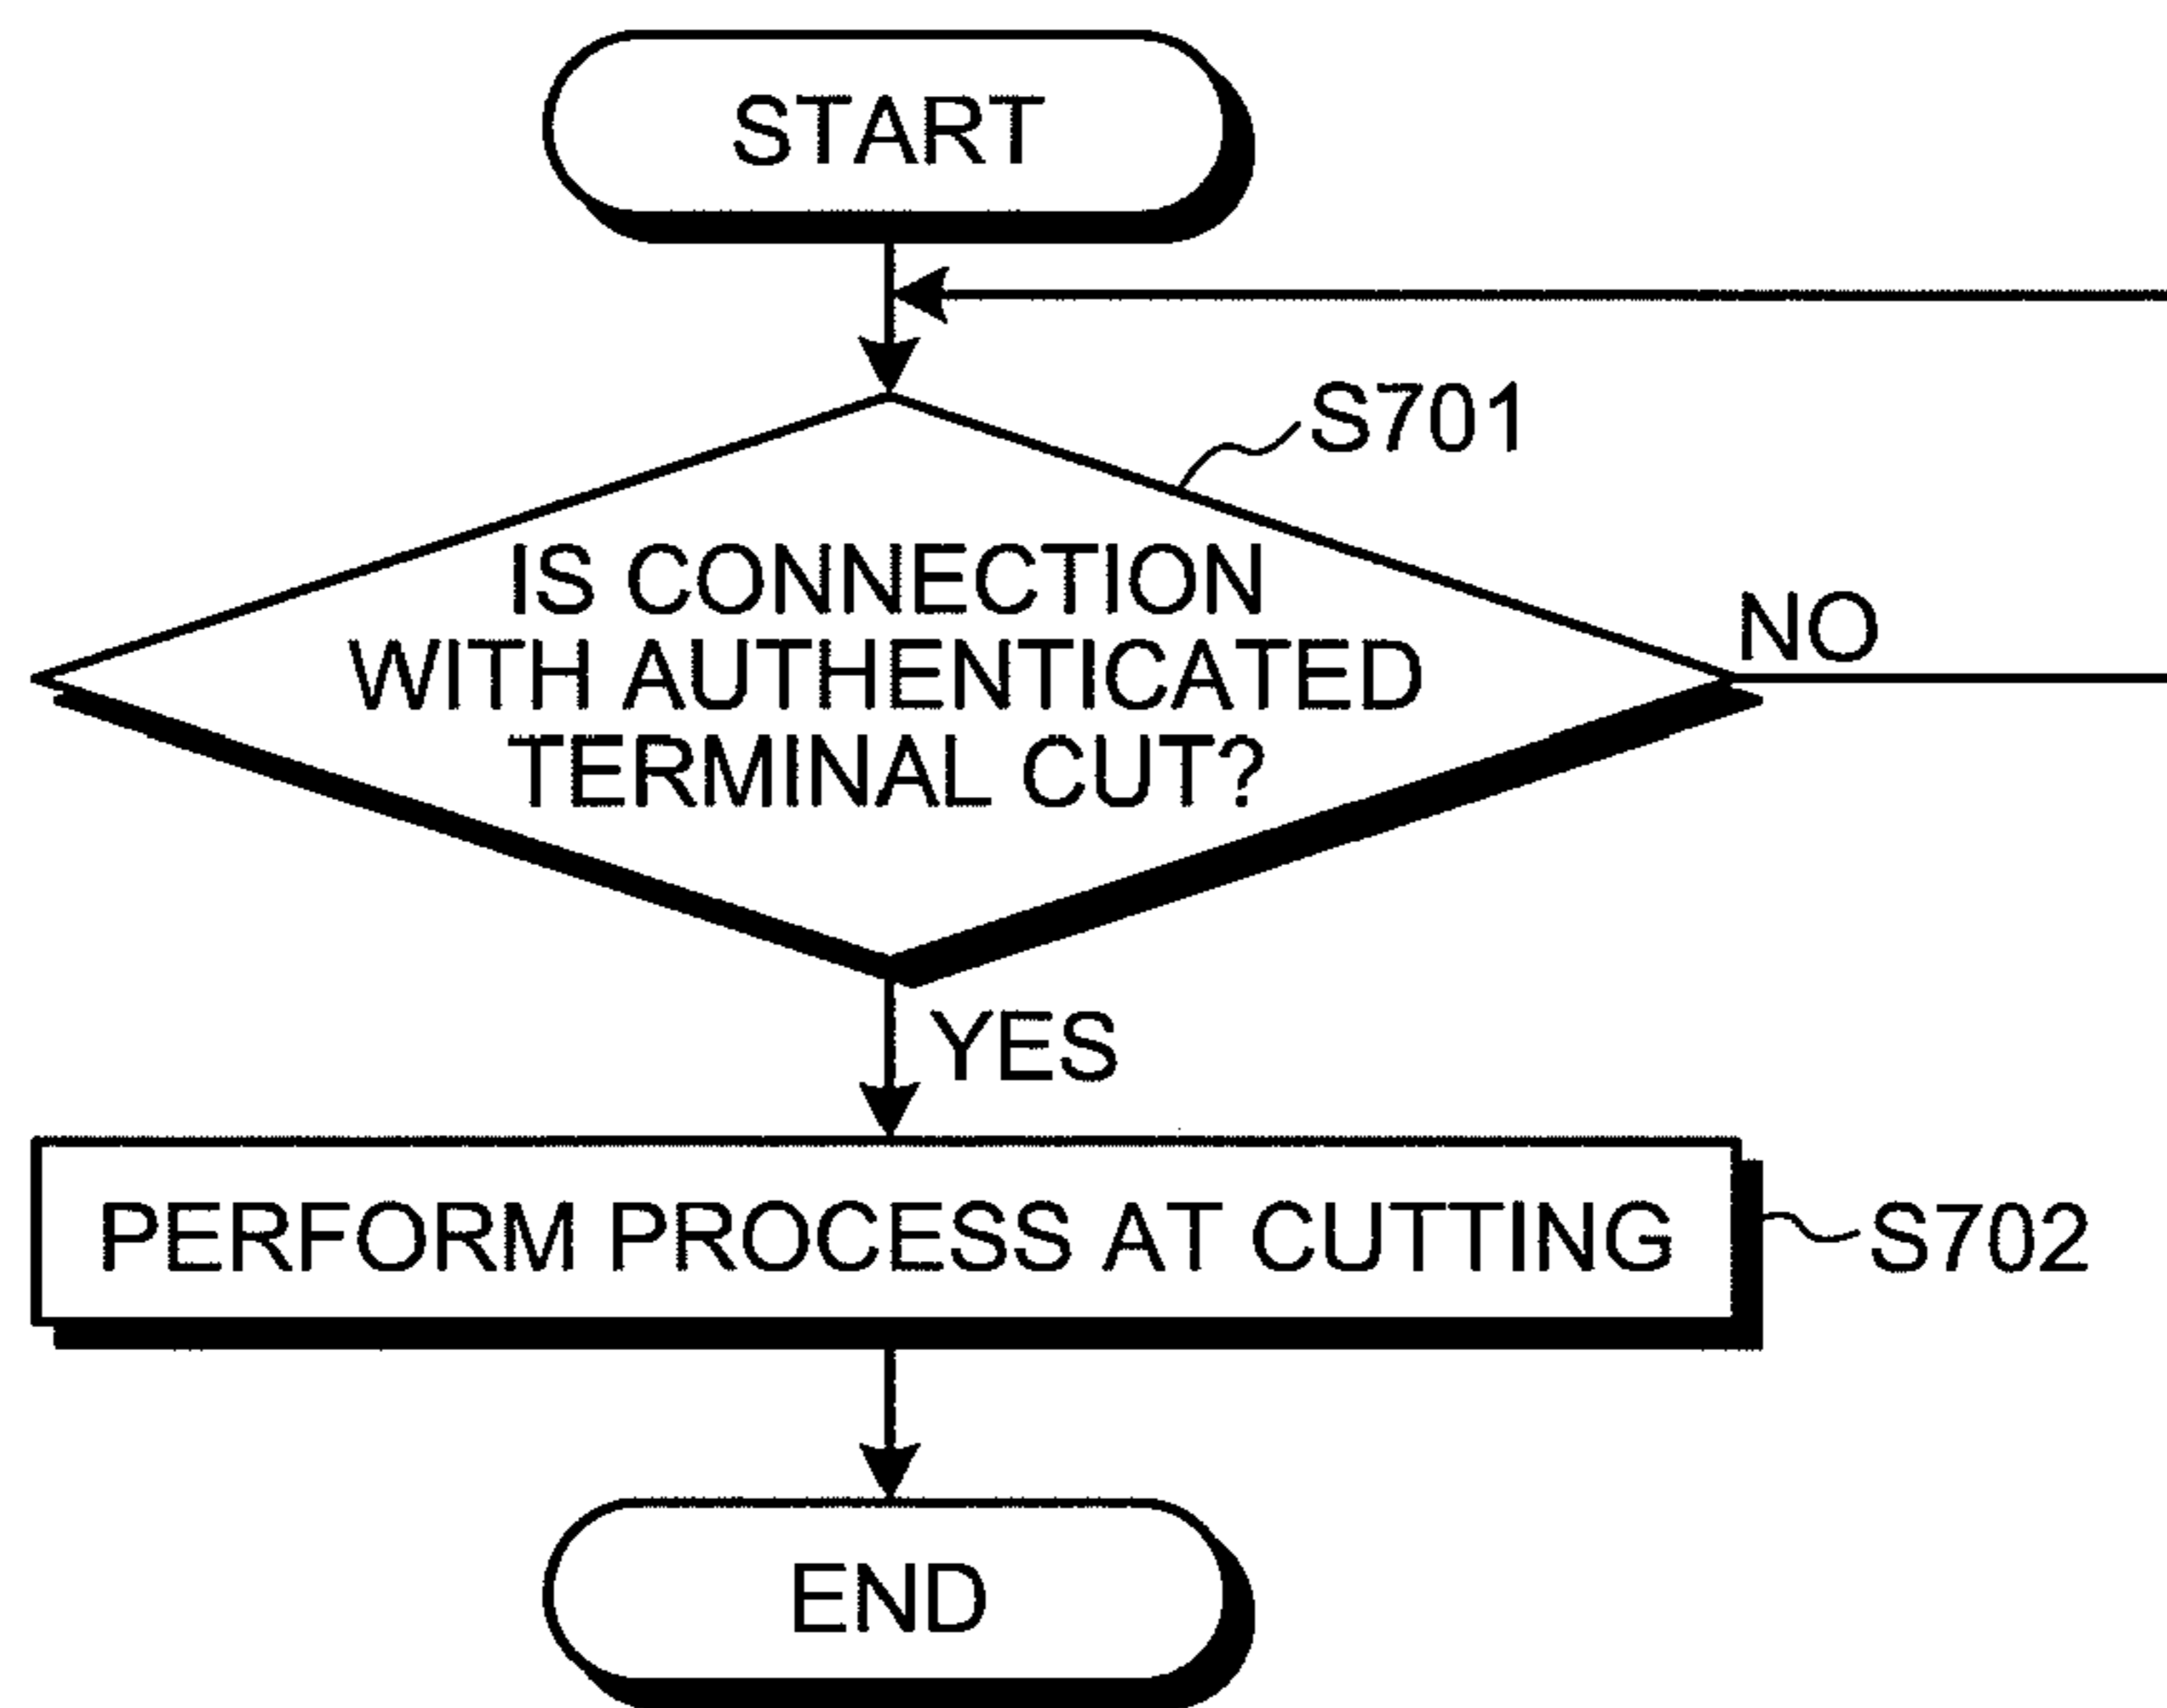 START
S701
IS CONNECTION
WITH AUTHENTICATED
TERMINAL CUT?
NO
YES
PERFORM PROCESS AT CUTTING
S702
END